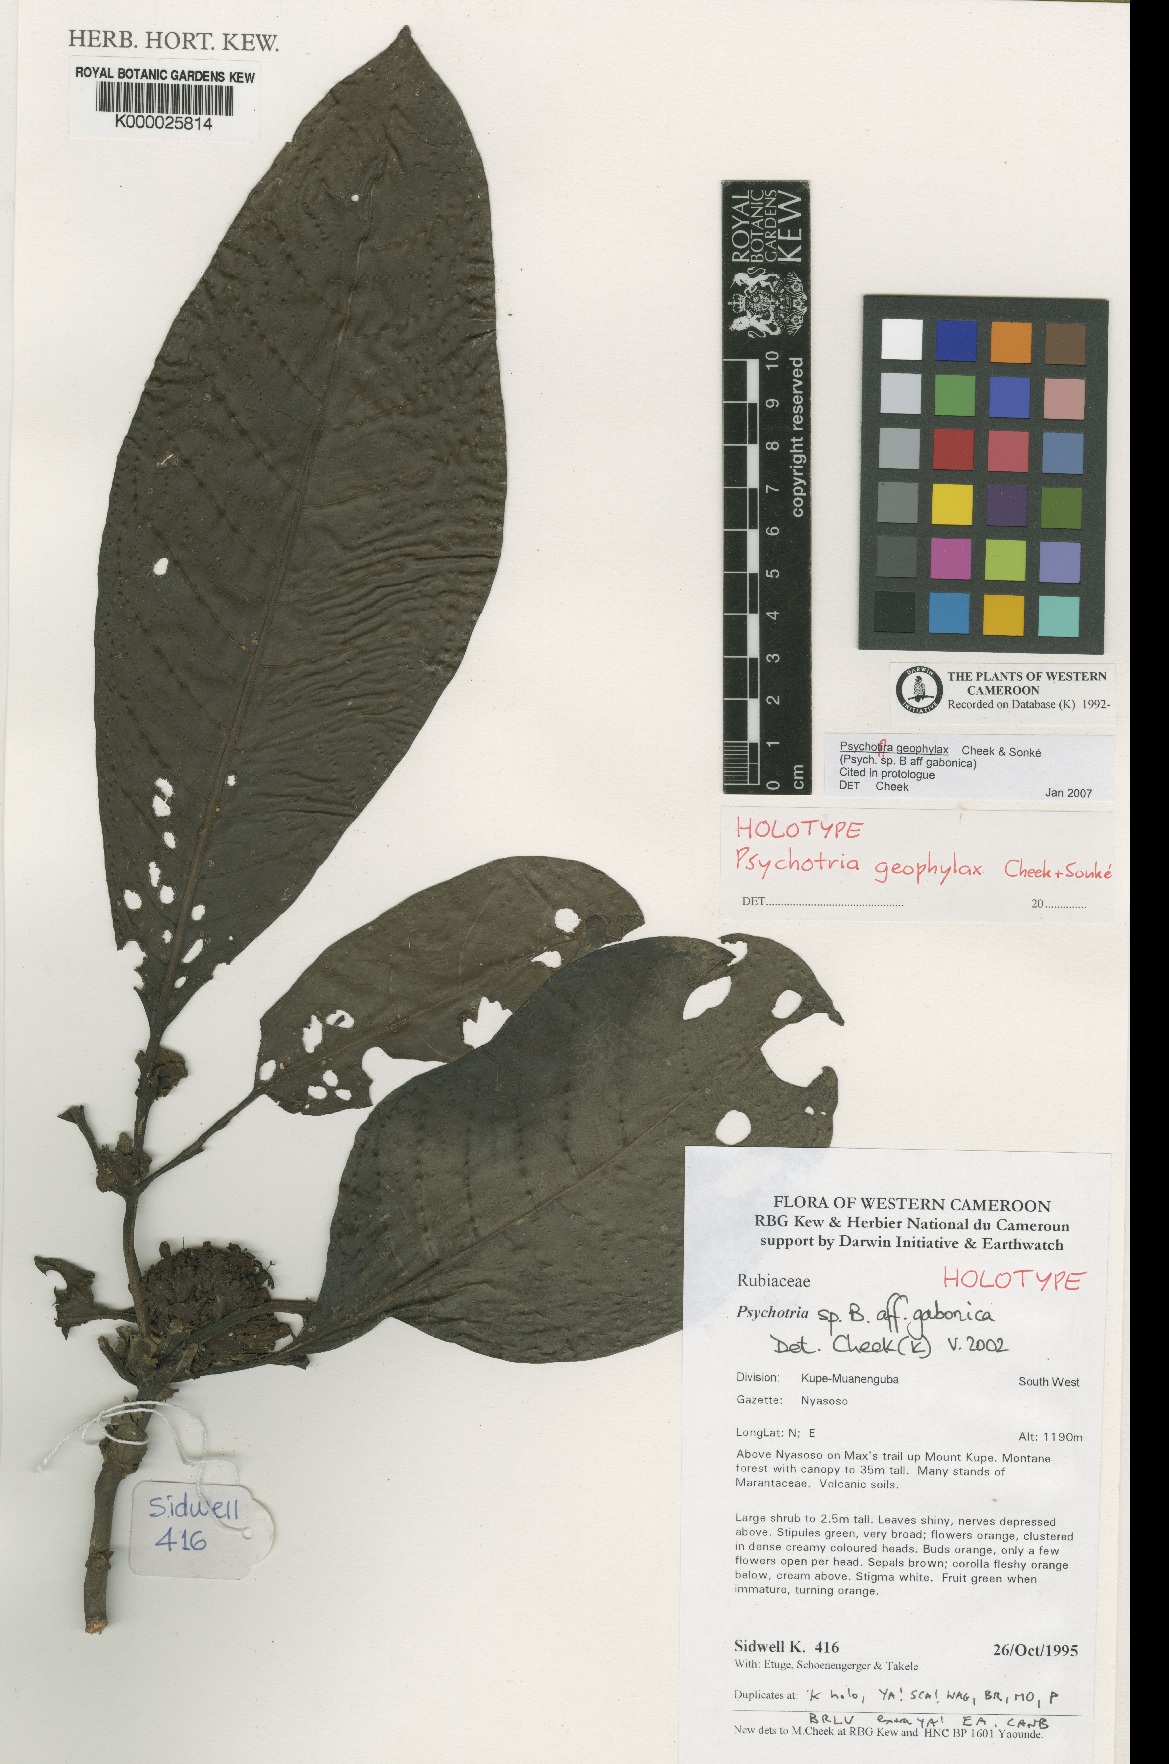 HERB. HORT. KEW.
ROYAL BOTANIC GARDENS KEW
K000025814
ROYAL
BOTANIC
GARDENS
KEW
copyright reserved
10
9
8
7
6
5
4
3
2
1
0
cm
DARWIN
INITIATIVE
THE PLANTS OF WESTERN
CAMEROON
Recorded on Database (K) 1992-
Psychotira geophylax Cheek & Sonké
(Psych. sp. B aff gabonica)
Cited in protologue
DET Cheek
Jan 2007
HOLOTYPE
Psychotria geophylax Cheek + Sonké
DET............................................... 20..............
FLORA OF WESTERN CAMEROON
RBG Kew & Herbier National du Cameroun
support by Darwin Initiative & Earthwatch
Rubiaceae HOLOTYPE
Psychotria sp. B. aff. gabonica
Det. Cheek (K) V. 2002
Division: Kupe-Muanenguba South West
Gazette: Nyasoso
LongLat: N; E Alt: 1190m
Above Nyasoso on Max's trail up Mount Kupe. Montane
forest with canopy to 35m tall. Many stands of
Marantaceae. Volcanic soils.
Large shrub to 2.5m tall. Leaves shiny, nerves depressed
above. Stipules green, very broad; flowers orange, clustered
in dense creamy coloured heads. Buds orange, only a few
flowers open per head. Sepals brown; corolla fleshy orange
below, cream above. Stigma white. Fruit green when
immature, turning orange.
Sidwell K. 416 26/Oct/1995
With: Etuge, Schoenengerger & Takele
Duplicates at: K holo, YA! SCA! WAG, BR, MO, P
BRLU extra YA! EA. CANB
New dets to M.Cheek at RBG Kew and HNC BP 1601 Yaounde.
Sidwell
416